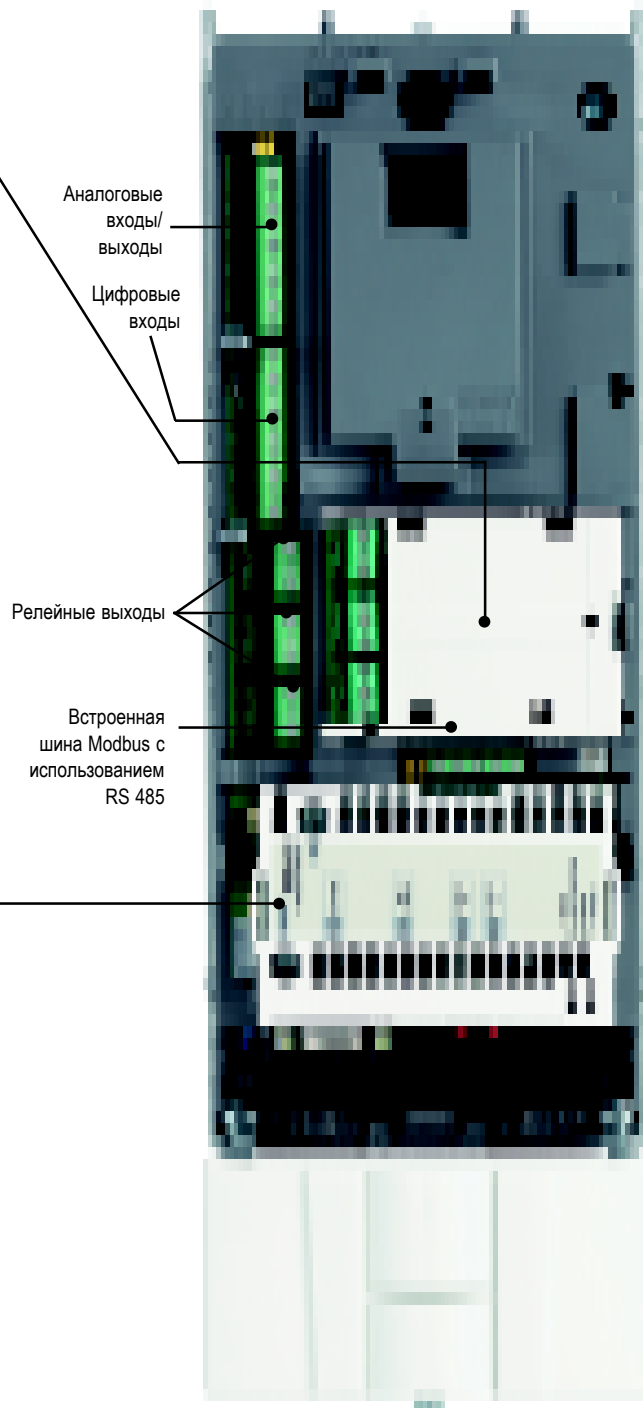 Аналоговые
входы/
выходы
Цифровые
входы
Релейные выходы
Встроенная
шина Modbus с
использованием
RS 485